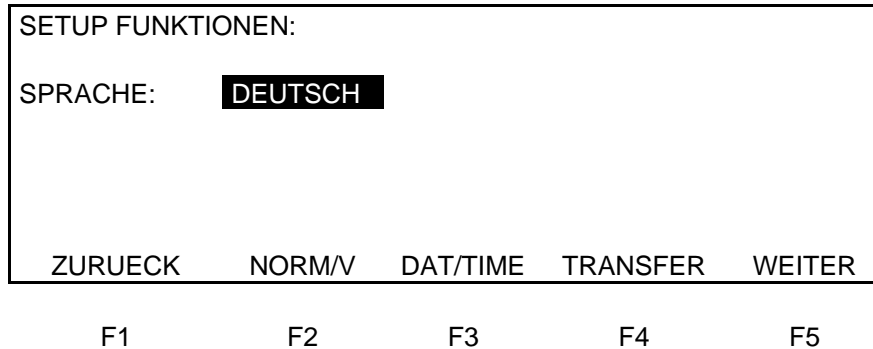 SETUP FUNKTIONEN:
SPRACHE: DEUTSCH
ZURUECK NORM/V DAT/TIME TRANSFER WEITER
F1 F2 F3 F4 F5